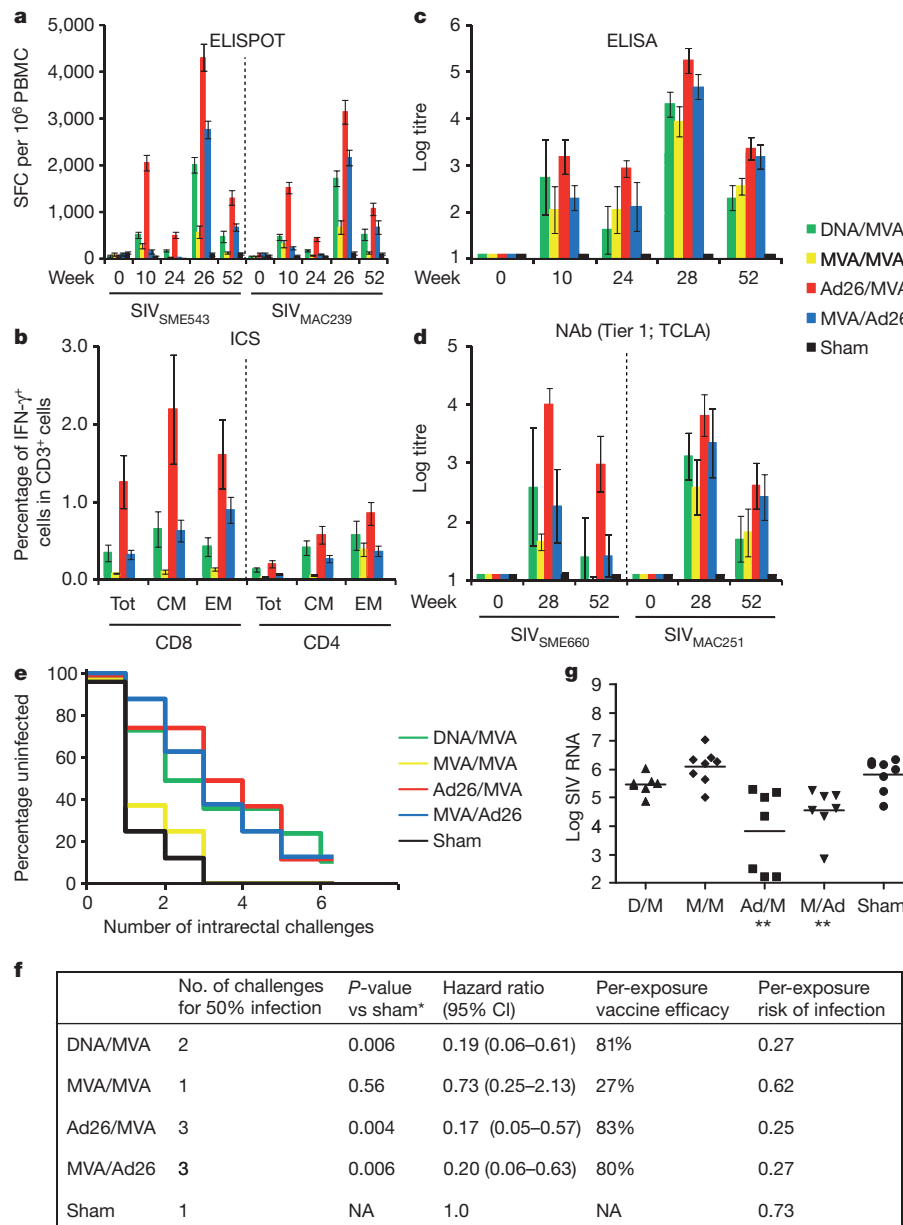 a
ELISPOT
SFC per 10⁶ PBMC
5,000
4,000
3,000
2,000
1,000
0
Week
0 10 24 26 52 0 10 24 26 52
SIV_SME543 SIV_MAC239
c
ELISA
Log titre
6
5
4
3
2
1
Week 0 10 24 28 52
DNA/MVA
MVA/MVA
Ad26/MVA
MVA/Ad26
Sham
b
ICS
Percentage of IFN-γ⁺
cells in CD3⁺ cells
3.0
2.0
1.0
0.0
Tot CM EM Tot CM EM
CD8 CD4
d
NAb (Tier 1; TCLA)
Log titre
6
5
4
3
2
1
Week 0 28 52 0 28 52
SIV_SME660 SIV_MAC251
e
Percentage uninfected
100
80
60
40
20
0
0 2 4 6
Number of intrarectal challenges
DNA/MVA
MVA/MVA
Ad26/MVA
MVA/Ad26
Sham
g
Log SIV RNA
9
8
7
6
5
4
3
2
D/M M/M Ad/M M/Ad Sham
** **
f
No. of challenges P-value Hazard ratio Per-exposure Per-exposure
for 50% infection vs sham* (95% CI) vaccine efficacy risk of infection
DNA/MVA 2 0.006 0.19 (0.06–0.61) 81% 0.27
MVA/MVA 1 0.56 0.73 (0.25–2.13) 27% 0.62
Ad26/MVA 3 0.004 0.17 (0.05–0.57) 83% 0.25
MVA/Ad26 3 0.006 0.20 (0.06–0.63) 80% 0.27
Sham 1 NA 1.0 NA 0.73